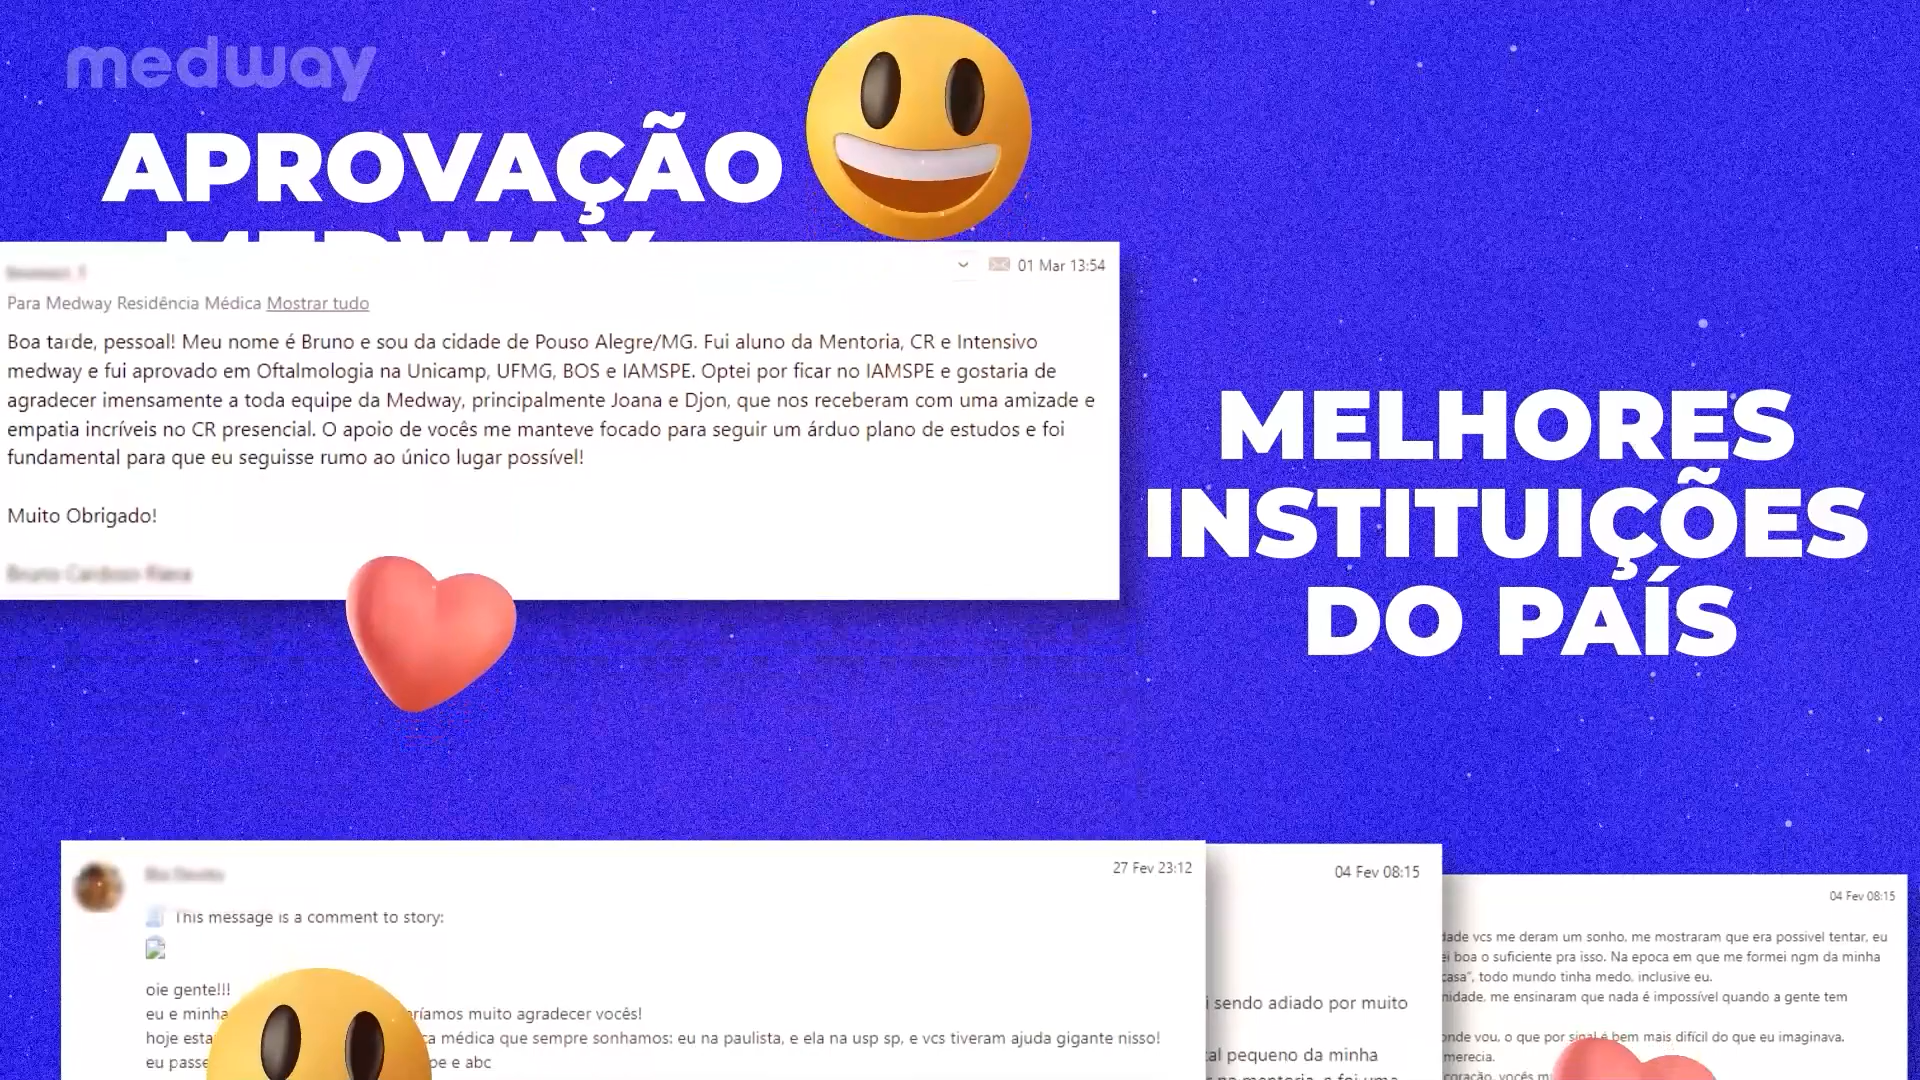 medway
APROVAÇÃO
MEDWAY
01 Mar 13:54
Para Medway Residência Médica Mostrar tudo
Boa tarde, pessoal! Meu nome é Bruno e sou da cidade de Pouso Alegre/MG. Fui aluno da Mentoria, CR e Intensivo
medway e fui aprovado em Oftalmologia na Unicamp, UFMG, BOS e IAMSPE. Optei por ficar no IAMSPE e gostaria de
agradecer imensamente a toda equipe da Medway, principalmente Joana e Djon, que nos receberam com uma amizade e
empatia incríveis no CR presencial. O apoio de vocês me manteve focado para seguir um árduo plano de estudos e foi
fundamental para que eu seguisse rumo ao único lugar possível!
Muito Obrigado!
MELHORES
INSTITUIÇÕES
DO PAÍS
27 Fev 23:12
This message is a comment to story:
oie gente!!!
eu e minha ríamos muito agradecer vocês!
hoje esta a médica que sempre sonhamos: eu na paulista, e ela na usp sp, e vcs tiveram ajuda gigante nisso!
eu passe pe e abc
04 Fev 08:15
i sendo adiado por muito
al pequeno da minha
04 Fev 08:15
dade vcs me deram um sonho, me mostraram que era possivel tentar, eu
ei boa o suficiente pra isso. Na epoca em que me formei ngm da minha
casa", todo mundo tinha medo, inclusive eu.
nidade, me ensinaram que nada é impossível quando a gente tem
onde vou, o que por sinal é bem mais difícil do que eu imaginava.
merecia.